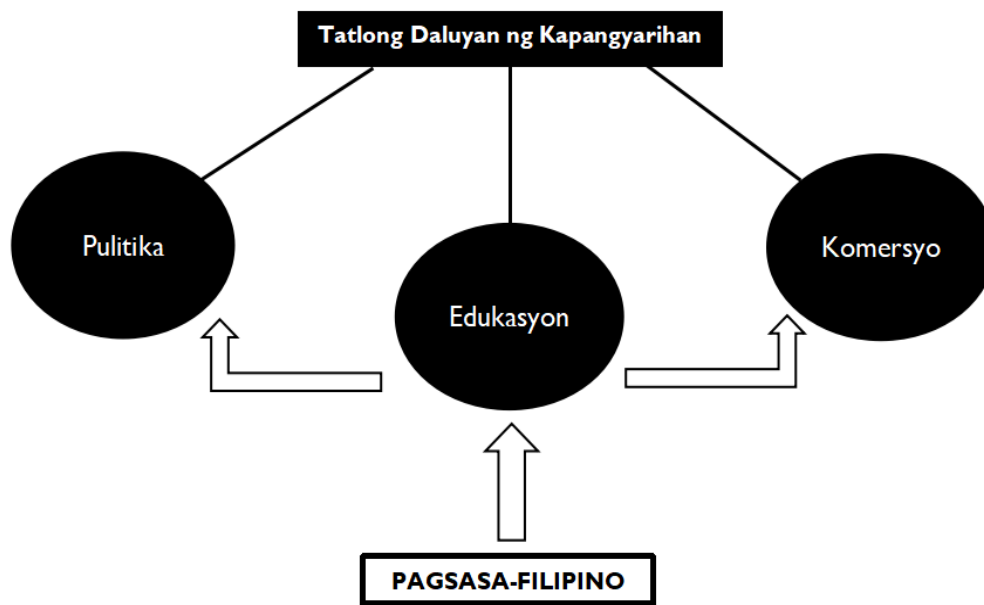 Tatlong Daluyan ng Kapangyarihan
Pulitika
Edukasyon
Komersyo
PAGSASA-FILIPINO